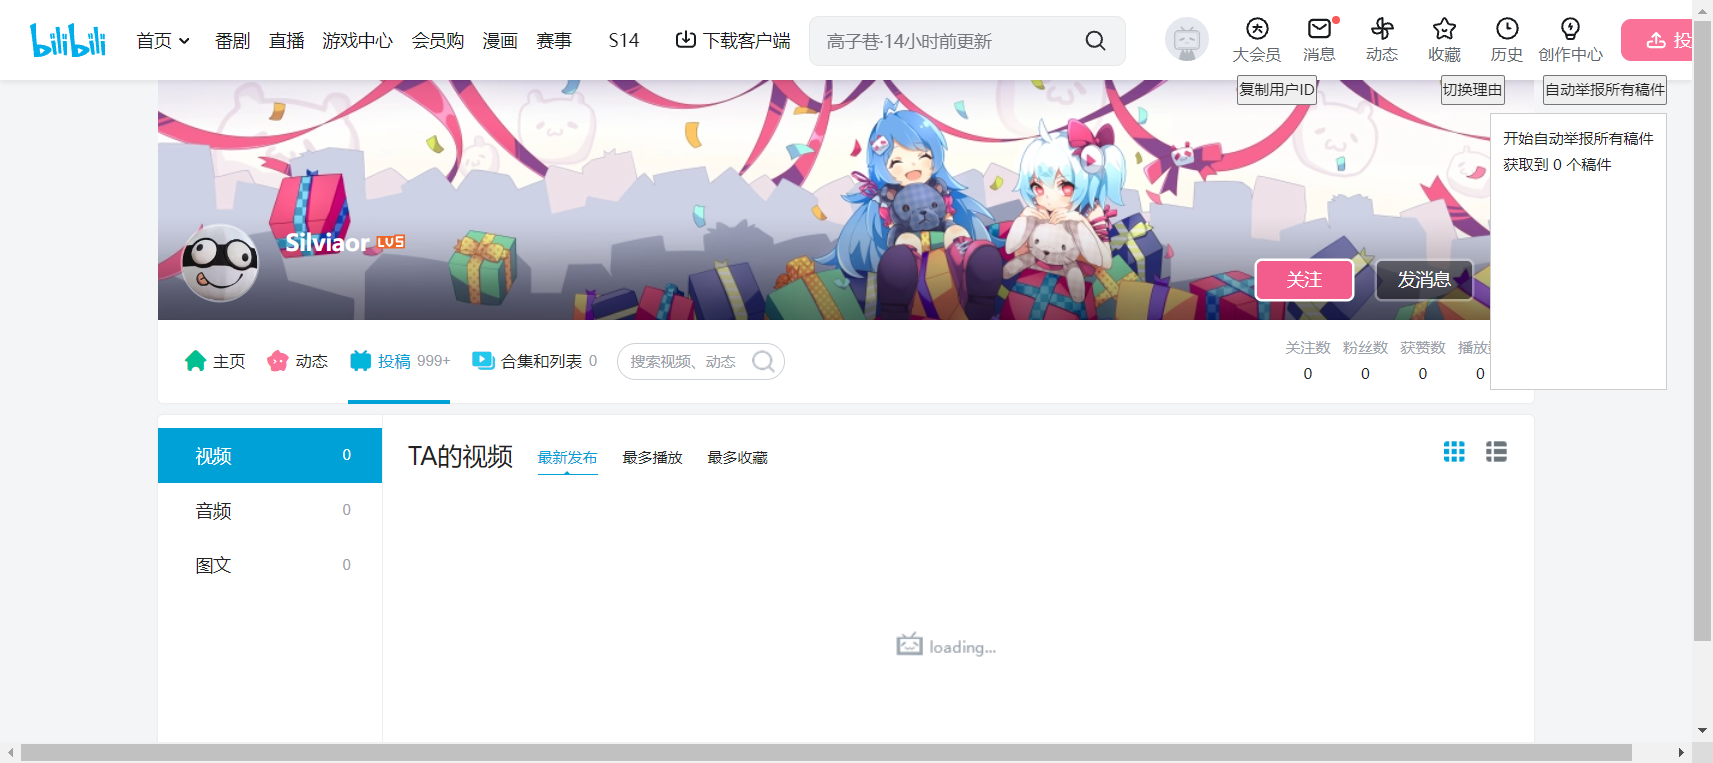 bilibili 首页 番剧 直播 游戏中心 会员购 漫画 赛事 S14 下载客户端 高子巷·14小时前更新 大会员 消息 动态 收藏 历史 创作中心 投
复制用户ID 切换理由 自动举报所有稿件
开始自动举报所有稿件
获取到 0 个稿件
Silviaor LV5
关注 发消息
主页 动态 投稿 999+ 合集和列表 0 搜索视频、动态
关注数 粉丝数 获赞数 播放
0 0 0 0
视频 0
音频 0
图文 0
TA的视频 最新发布 最多播放 最多收藏
loading...